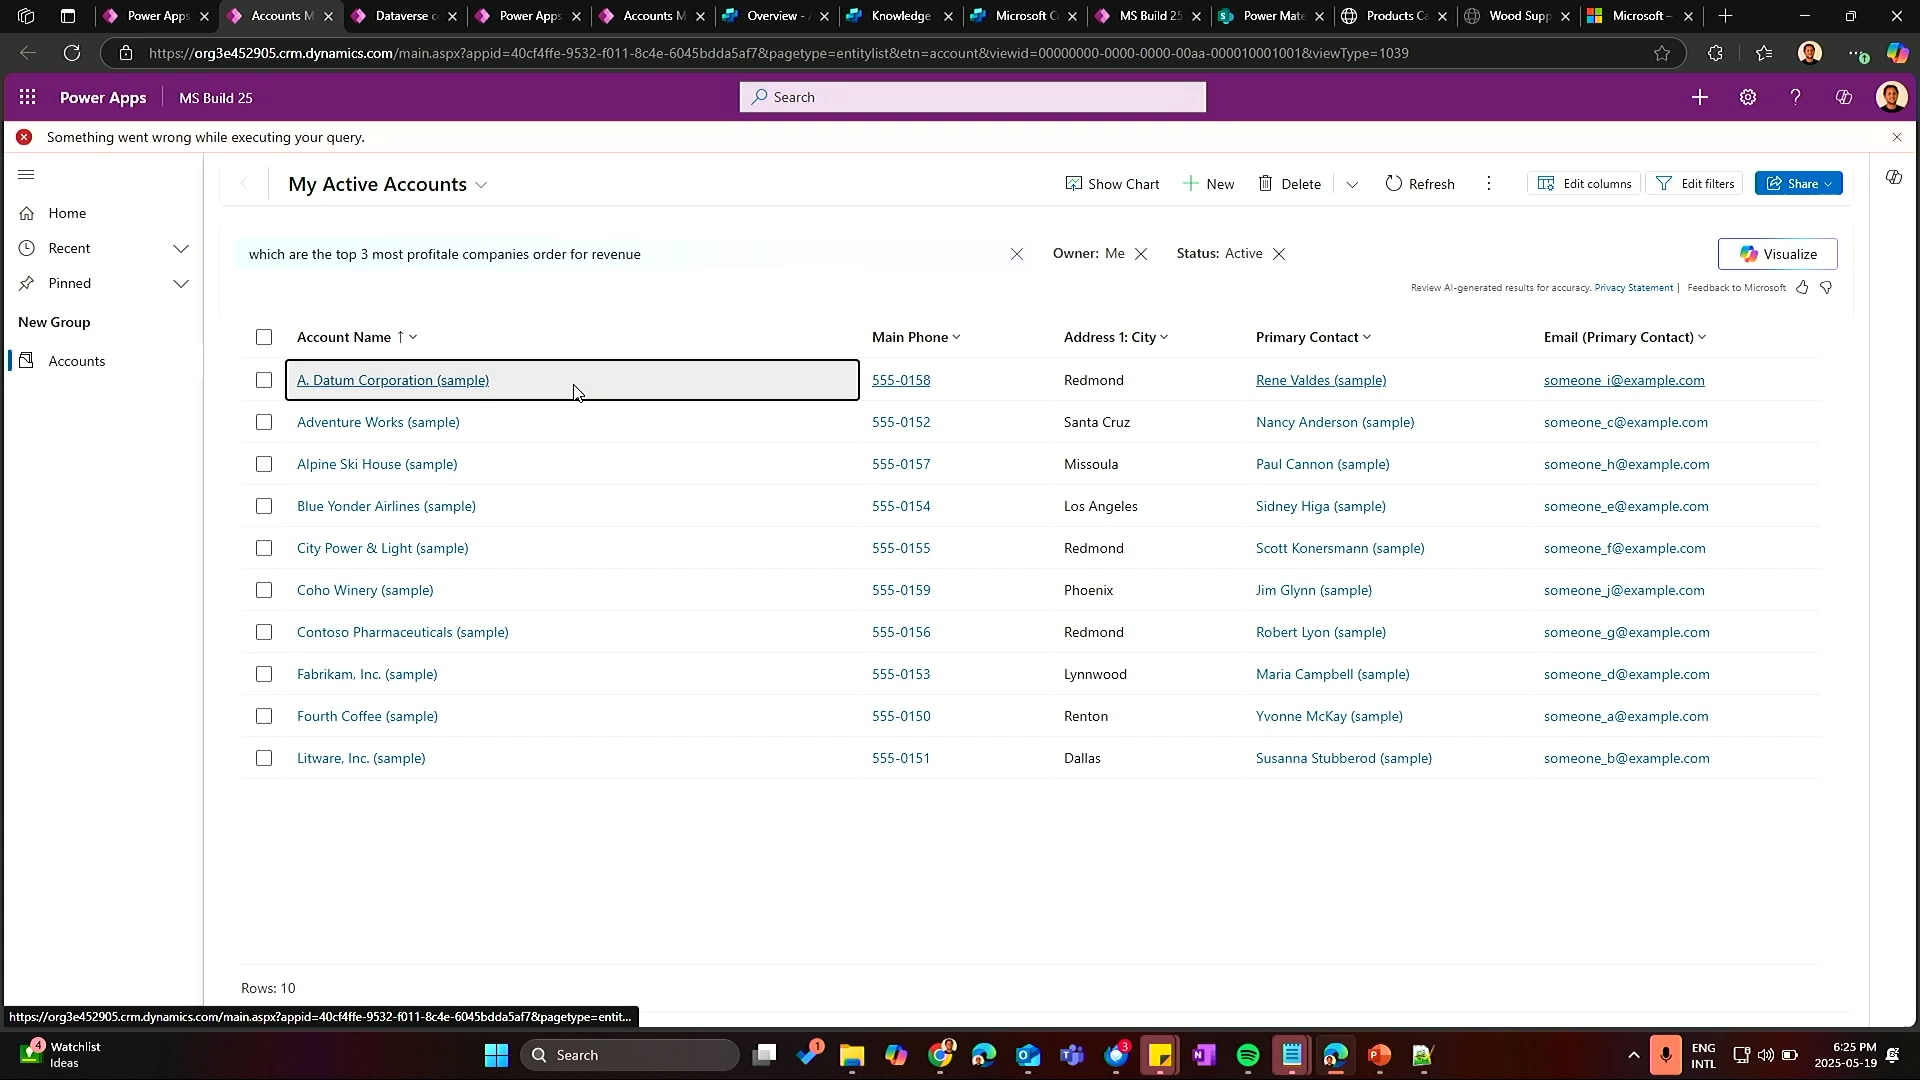 Power Apps
Accounts M
Dataverse c
Power Apps
Accounts M
Overview - 
Knowledge
Microsoft C
MS Build 25
Power Mate
Products Ca
Wood Supp
Microsoft –
https://org3e452905.crm.dynamics.com/main.aspx?appid=40cf4ffe-9532-f011-8c4e-6045bdda5af7&pagetype=entitylist&etn=account&viewid=00000000-0000-0000-00aa-000010001001&viewType=1039
Power Apps
MS Build 25
Search
Something went wrong while executing your query.
Home
Recent
Pinned
New Group
Accounts
My Active Accounts
Show Chart
New
Delete
Refresh
Edit columns
Edit filters
Share
which are the top 3 most profitale companies order for revenue
Owner: Me
Status: Active
Visualize
Review AI-generated results for accuracy. Privacy Statement | Feedback to Microsoft
Account Name ↑ Main Phone Address 1: City Primary Contact Email (Primary Contact)
A. Datum Corporation (sample) 555-0158 Redmond Rene Valdes (sample) someone_i@example.com
Adventure Works (sample) 555-0152 Santa Cruz Nancy Anderson (sample) someone_c@example.com
Alpine Ski House (sample) 555-0157 Missoula Paul Cannon (sample) someone_h@example.com
Blue Yonder Airlines (sample) 555-0154 Los Angeles Sidney Higa (sample) someone_e@example.com
City Power & Light (sample) 555-0155 Redmond Scott Konersmann (sample) someone_f@example.com
Coho Winery (sample) 555-0159 Phoenix Jim Glynn (sample) someone_j@example.com
Contoso Pharmaceuticals (sample) 555-0156 Redmond Robert Lyon (sample) someone_g@example.com
Fabrikam, Inc. (sample) 555-0153 Lynnwood Maria Campbell (sample) someone_d@example.com
Fourth Coffee (sample) 555-0150 Renton Yvonne McKay (sample) someone_a@example.com
Litware, Inc. (sample) 555-0151 Dallas Susanna Stubberod (sample) someone_b@example.com
Rows: 10
https://org3e452905.crm.dynamics.com/main.aspx?appid=40cf4ffe-9532-f011-8c4e-6045bdda5af7&pagetype=entit...
4
Watchlist
Ideas
Search
1
3
ENG
INTL
6:25 PM
2025-05-19